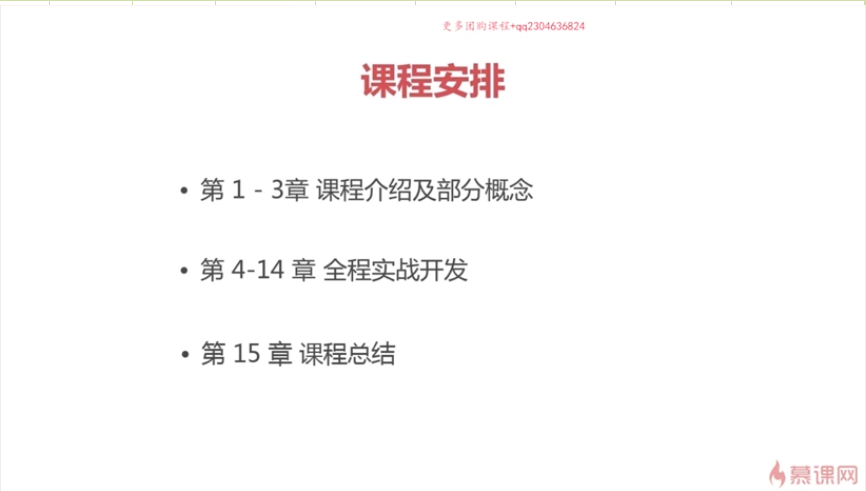 更多团购课程+qq2304636824
课程安排
• 第 1 - 3章 课程介绍及部分概念
• 第 4-14 章 全程实战开发
• 第 15 章 课程总结
慕课网